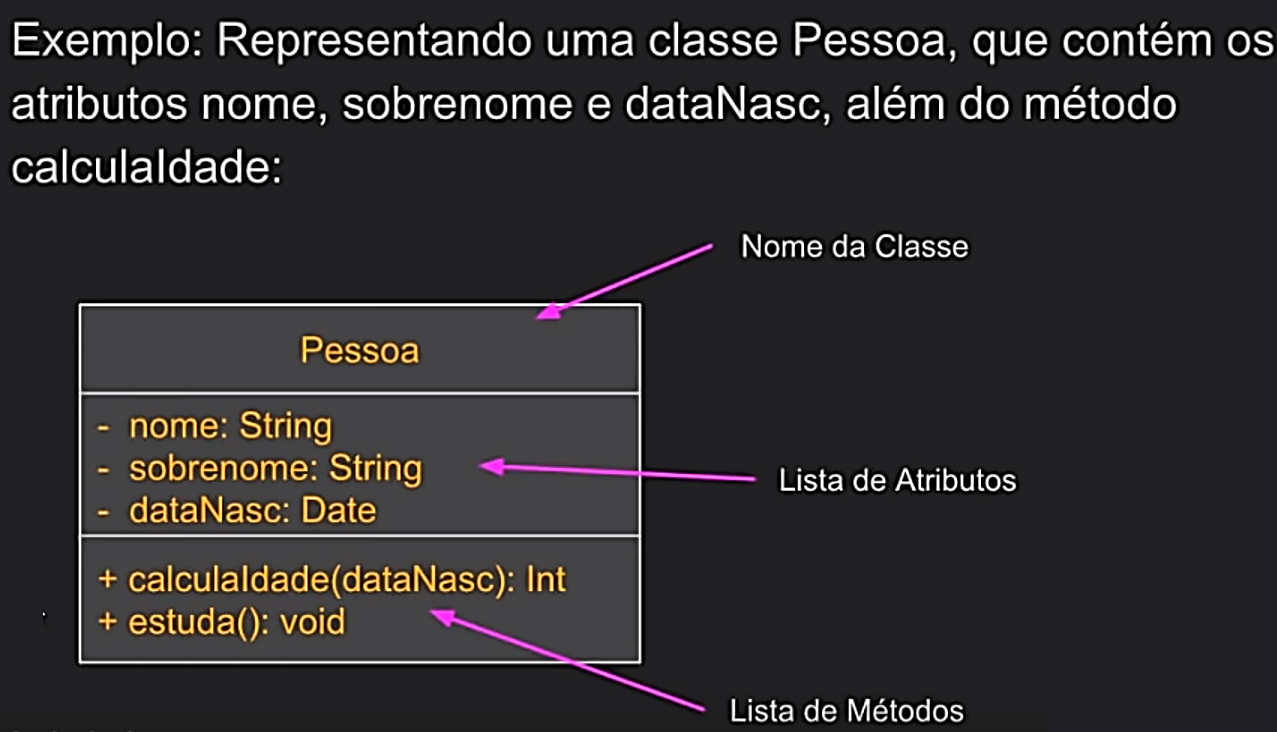 Exemplo: Representando uma classe Pessoa, que contém os
atributos nome, sobrenome e dataNasc, além do método
calculaIdade:
Nome da Classe
Pessoa
- nome: String
- sobrenome: String
- dataNasc: Date
Lista de Atributos
+ calculaIdade(dataNasc): Int
+ estuda(): void
Lista de Métodos